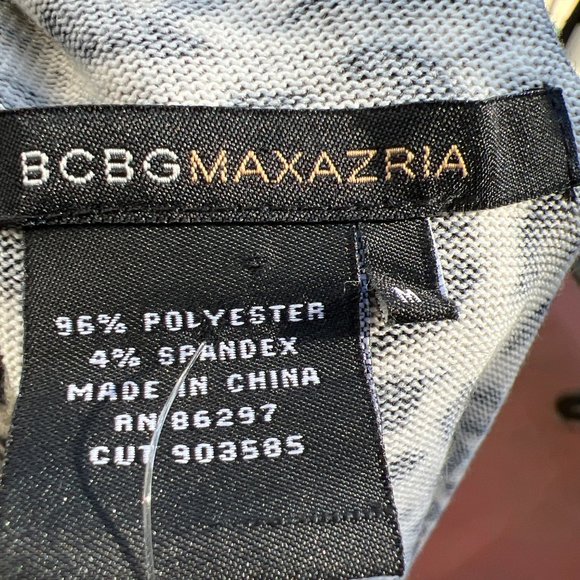 BCBGMAXAZRIA
M
96% POLYESTER
4% SPANDEX
MADE IN CHINA
RN 86297
CUT 903585